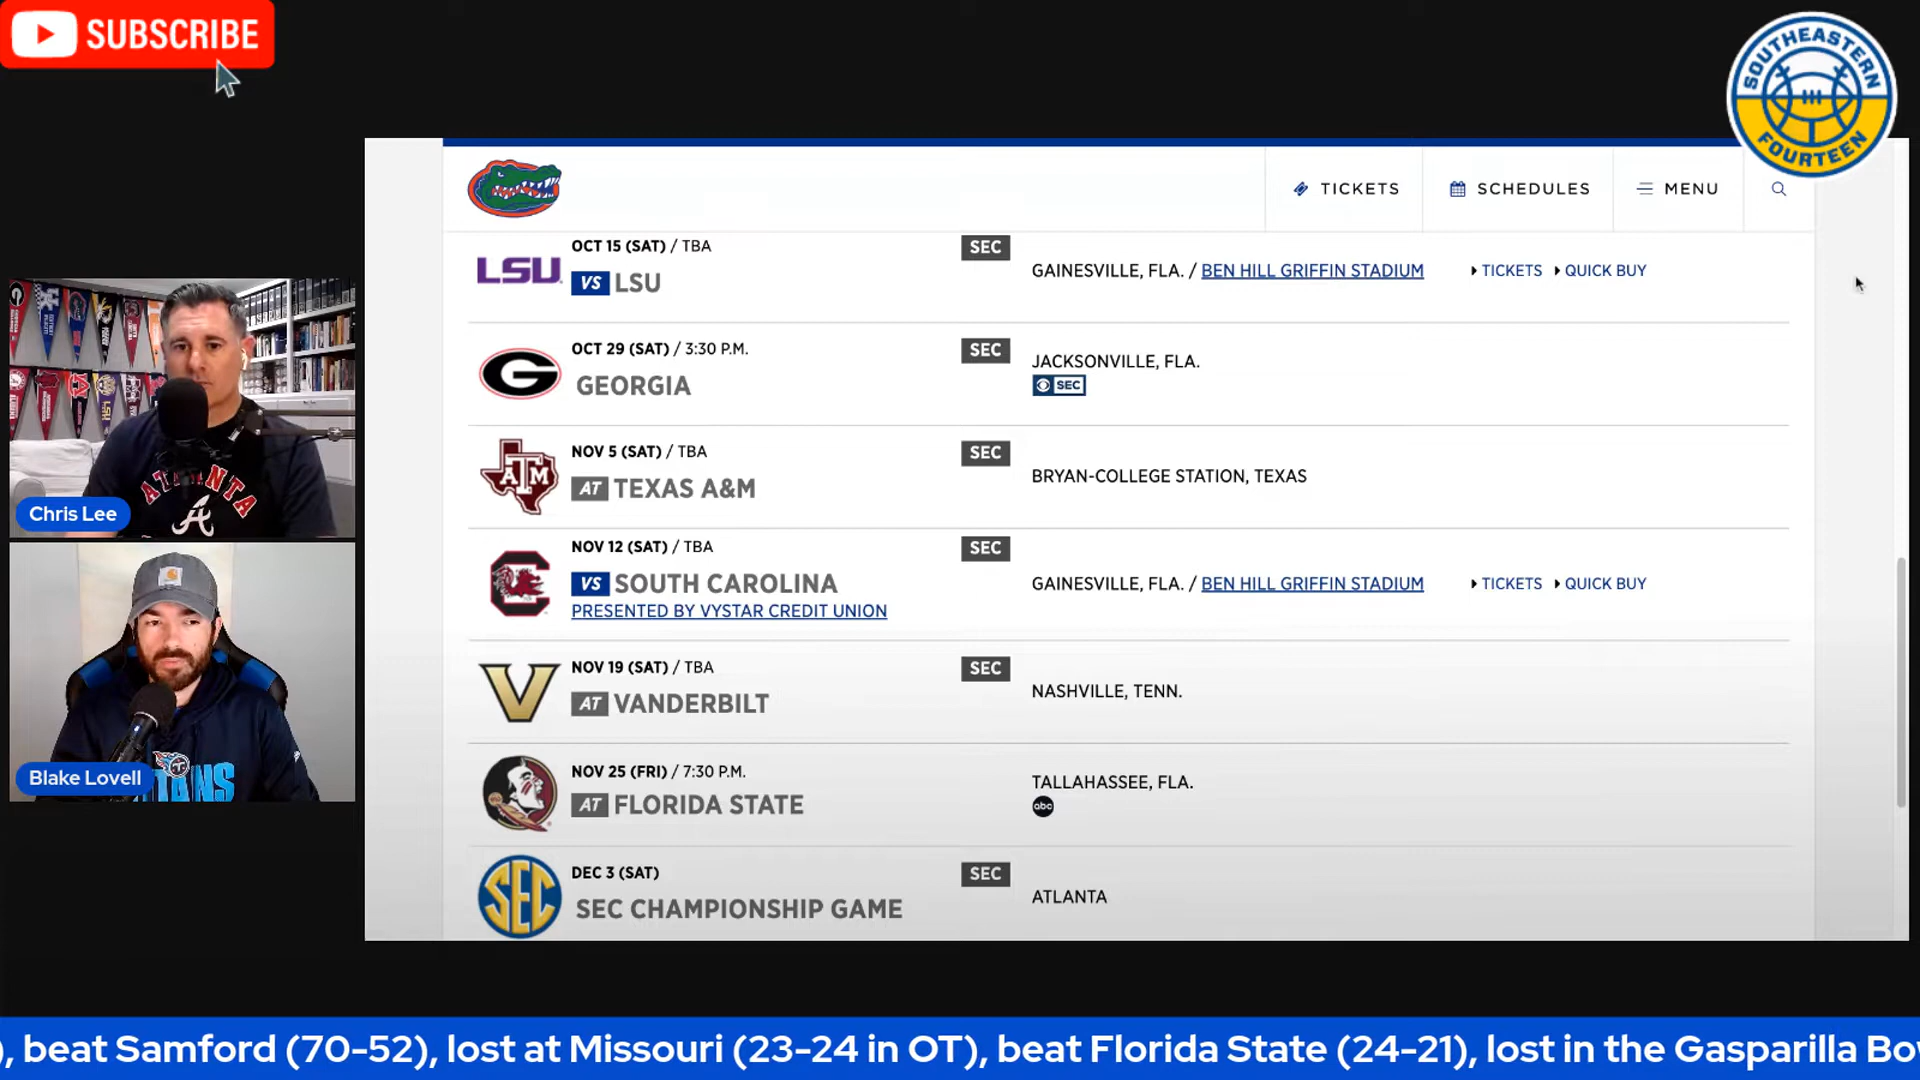 SUBSCRIBE
SOUTHEASTERN
FOURTEEN
TICKETS
SCHEDULES
MENU
LSU
OCT 15 (SAT) / TBA
VS LSU
SEC
GAINESVILLE, FLA. / BEN HILL GRIFFIN STADIUM
TICKETS
QUICK BUY
G
OCT 29 (SAT) / 3:30 P.M.
GEORGIA
SEC
JACKSONVILLE, FLA.
SEC
ATM
NOV 5 (SAT) / TBA
AT TEXAS A&M
SEC
BRYAN-COLLEGE STATION, TEXAS
C
NOV 12 (SAT) / TBA
VS SOUTH CAROLINA
PRESENTED BY VYSTAR CREDIT UNION
SEC
GAINESVILLE, FLA. / BEN HILL GRIFFIN STADIUM
TICKETS
QUICK BUY
V
NOV 19 (SAT) / TBA
AT VANDERBILT
SEC
NASHVILLE, TENN.
NOV 25 (FRI) / 7:30 P.M.
AT FLORIDA STATE
TALLAHASSEE, FLA.
abc
SEC
DEC 3 (SAT)
SEC CHAMPIONSHIP GAME
SEC
ATLANTA
ATLANTA
A
Chris Lee
Blake Lovell
), beat Samford (70-52), lost at Missouri (23-24 in OT), beat Florida State (24-21), lost in the Gasparilla Bo